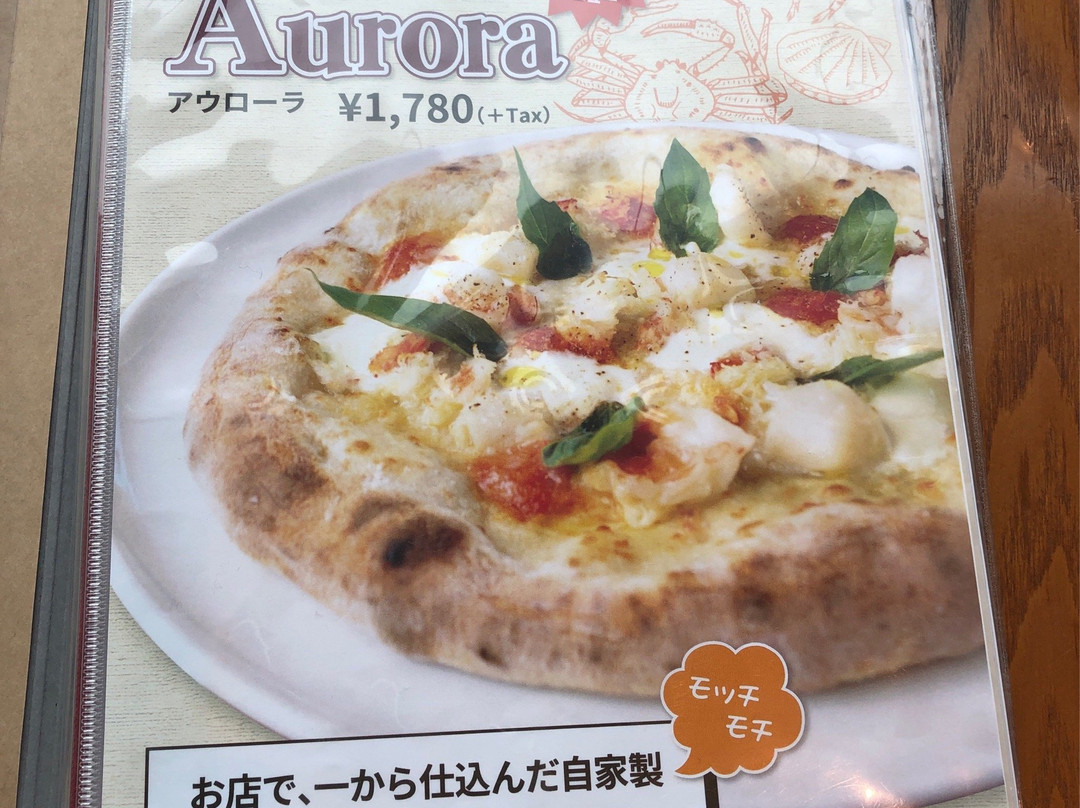 Aurora
アウローラ ¥1,780(+Tax)
モッチ
モチ
お店で、一から仕込んだ自家製